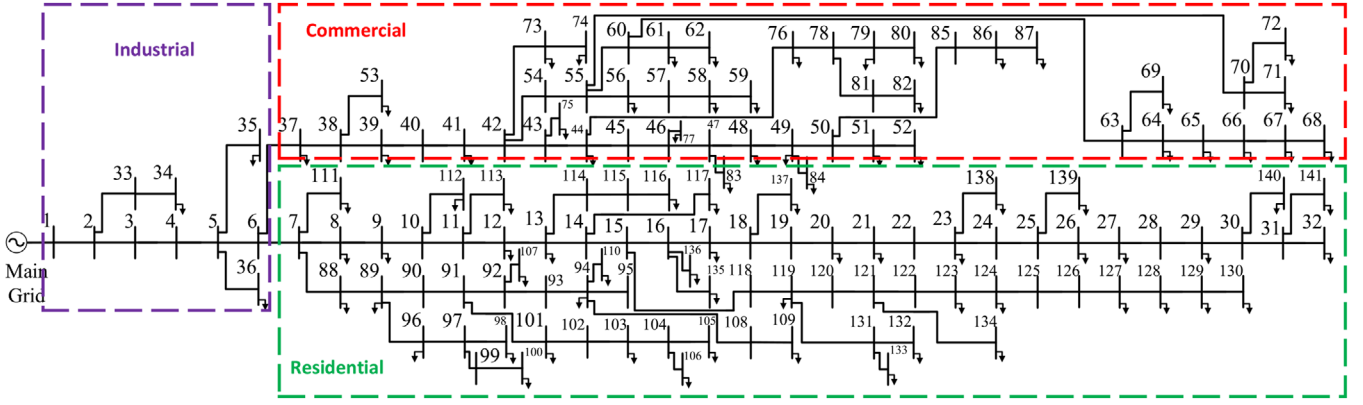 Industrial
Commercial
73 74 60 61 62 76 78 79 80 85 86 87 72
53 54 55 56 57 58 59 81 82 69 70 71
75
35 37 38 39 40 41 42 43 44 45 46 47 48 49 50 51 52 63 64 65 66 67 68
77
33 34 111 112 113 114 115 116 117 83 137 84 138 139 140 141
1 2 3 4 5 6 7 8 9 10 11 12 13 14 15 16 17 18 19 20 21 22 23 24 25 26 27 28 29 30 31 32
107 110 136
Main
Grid
36 88 89 90 91 92 93 94 95 135 118 119 120 121 122 123 124 125 126 127 128 129 130
96 97 98 101 102 103 104 105 108 109 131 132 134
99 100 106 133
Residential